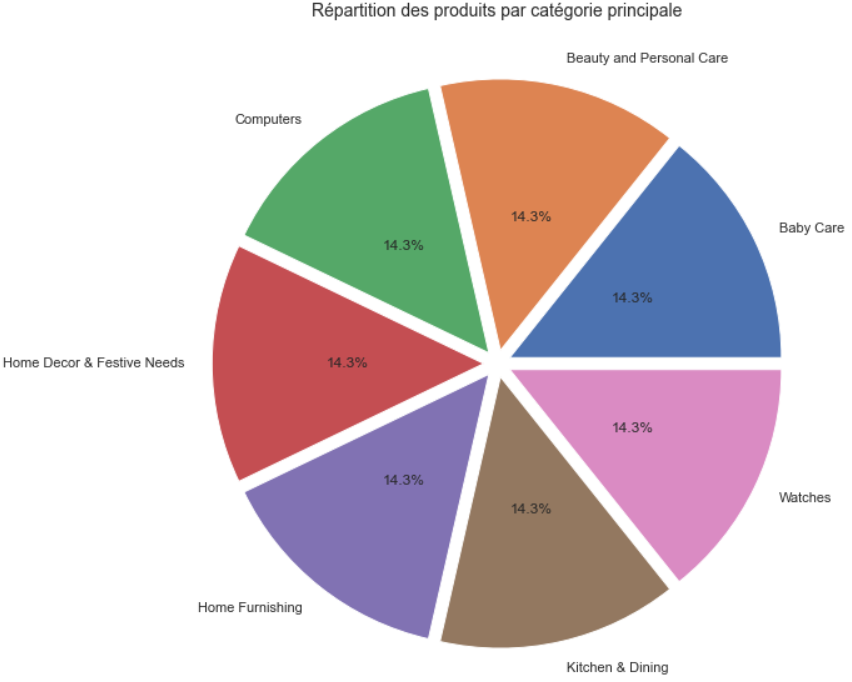 Répartition des produits par catégorie principale
Beauty and Personal Care
Computers
14.3%
Baby Care
14.3%
14.3%
Home Decor & Festive Needs
14.3%
14.3%
14.3%
14.3%
Watches
Home Furnishing
Kitchen & Dining